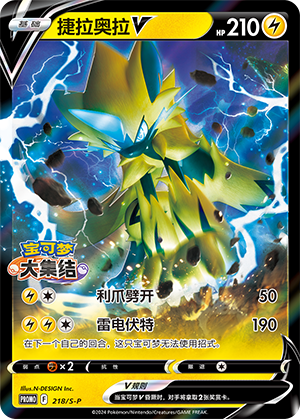 基础
捷拉奥拉V
HP 210
宝可梦
大集结
利爪劈开 50
雷电伏特 190
在下一个自己的回合,这只宝可梦无法使用招式。
弱点 ×2 抗性 撤退
V规则
当宝可梦V昏厥时,对手将拿取2张奖赏卡。
Illus.N-DESIGN Inc.
PROMO F 218/S-P
©2024 Pokémon/Nintendo/Creatures/GAME FREAK